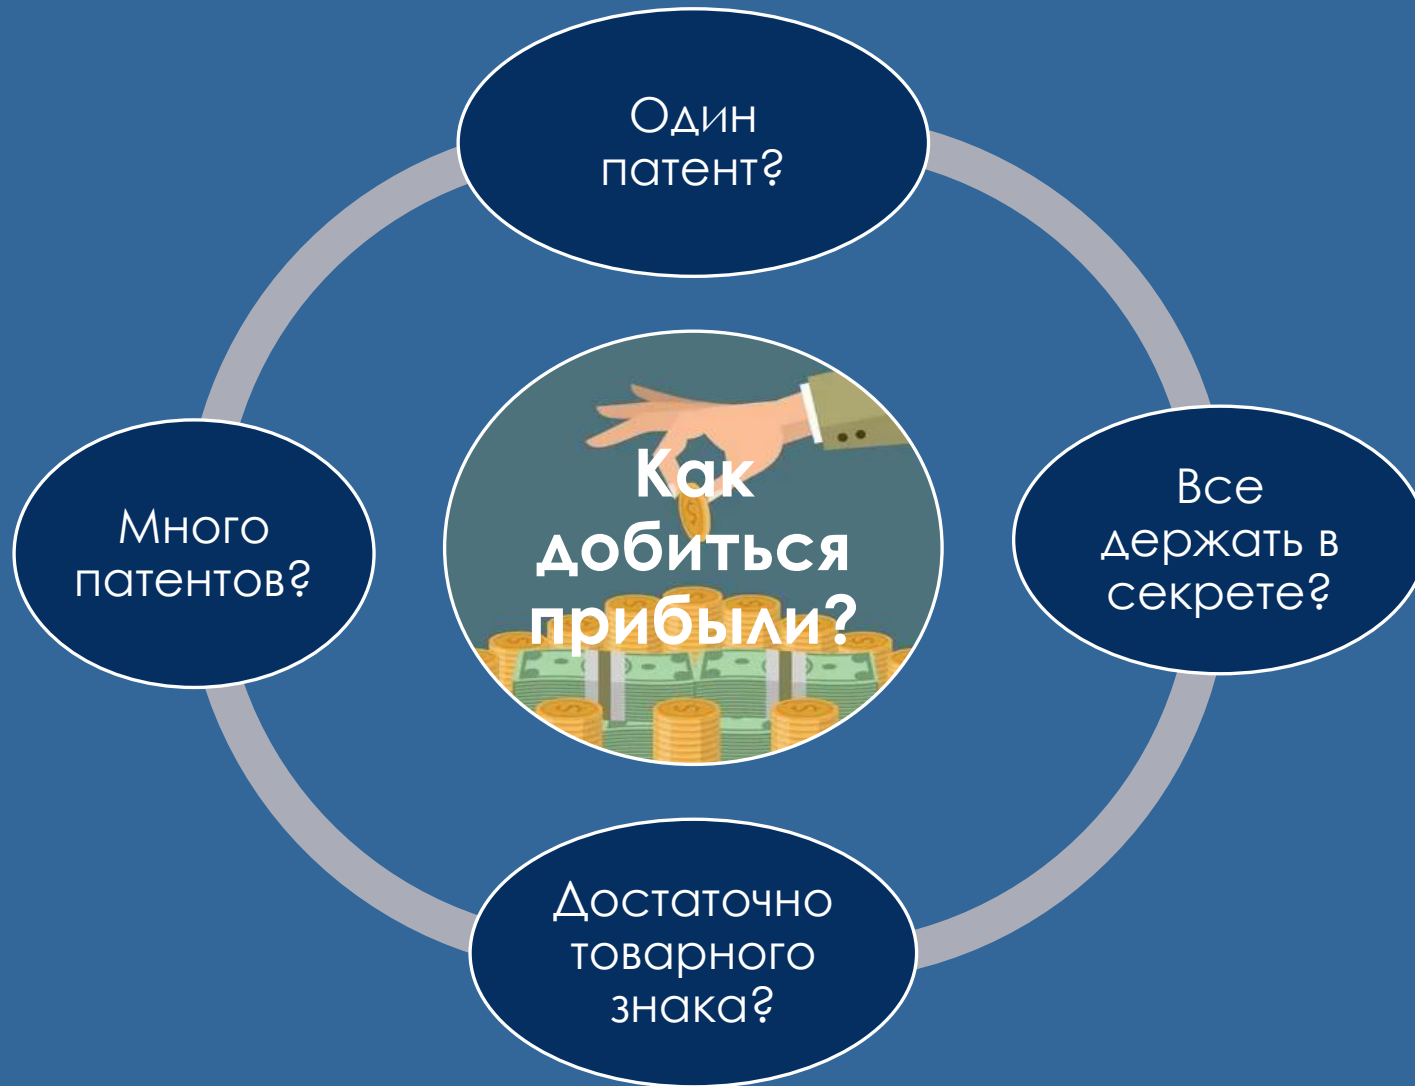 Один
патент?
Много
патентов?
Как
добиться
прибыли?
Все
держать в
секрете?
Достаточно
товарного
знака?